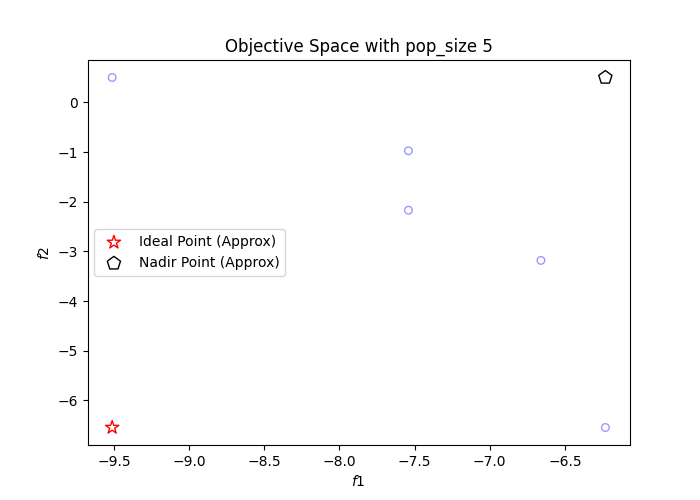 Objective Space with pop_size 5
0
−1
−2
−3
−4
−5
−6
f2
Ideal Point (Approx)
Nadir Point (Approx)
−9.5
−9.0
−8.5
−8.0
−7.5
−7.0
−6.5
f1